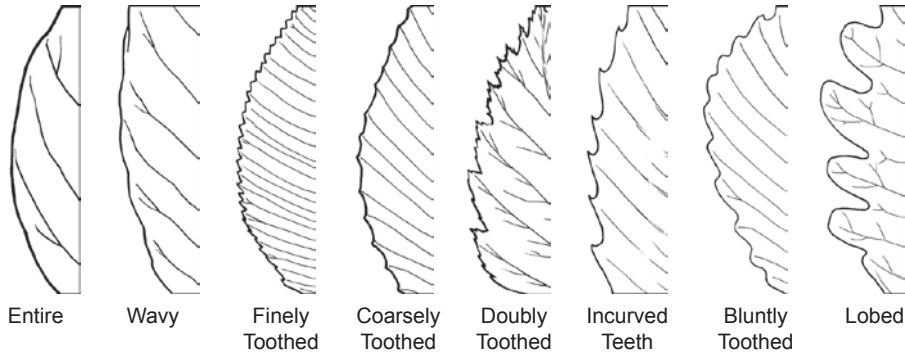 Entire
Wavy
Finely
Toothed
Coarsely
Toothed
Doubly
Toothed
Incurved
Teeth
Bluntly
Toothed
Lobed